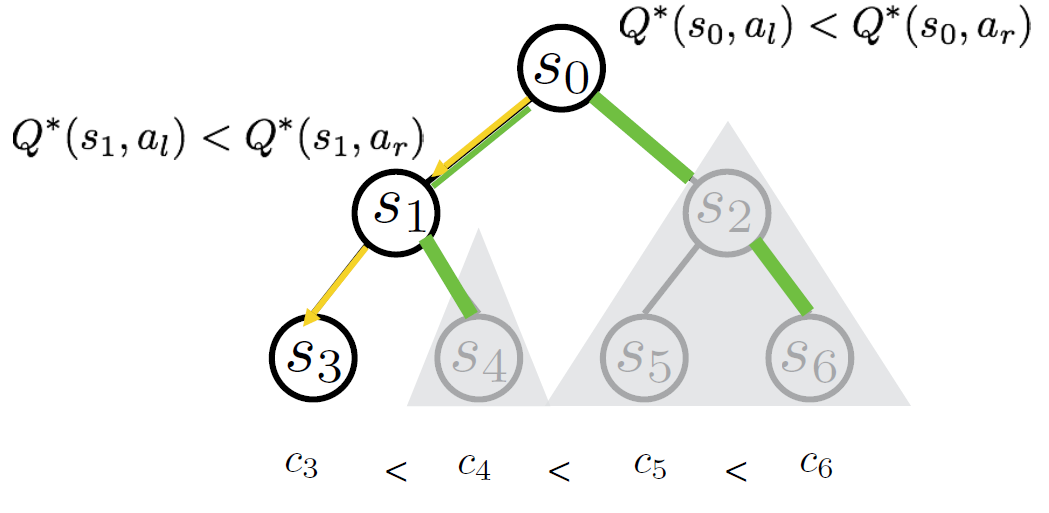 Q*(s₀, aₗ) < Q*(s₀, aᵣ)
s₀
Q*(s₁, aₗ) < Q*(s₁, aᵣ)
s₁ s₂
s₃ s₄ s₅ s₆
c₃ < c₄ < c₅ < c₆